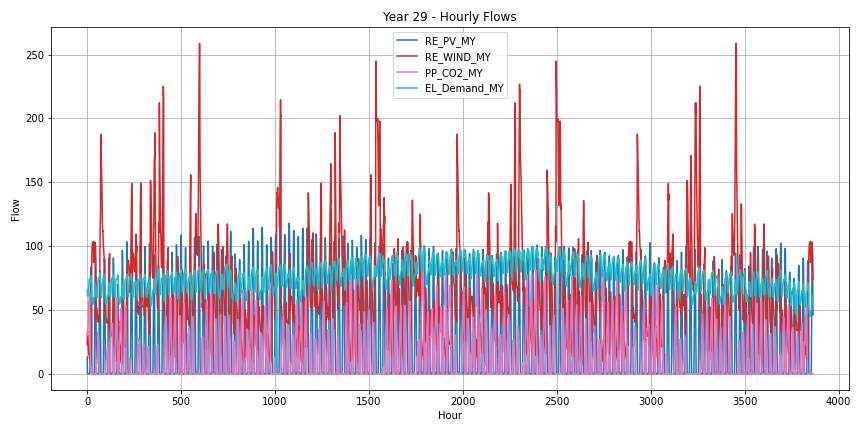 Year 29 - Hourly Flows
RE_PV_MY
RE_WIND_MY
PP_CO2_MY
EL_Demand_MY
Flow
250
200
150
100
50
0
0 500 1000 1500 2000 2500 3000 3500 4000
Hour